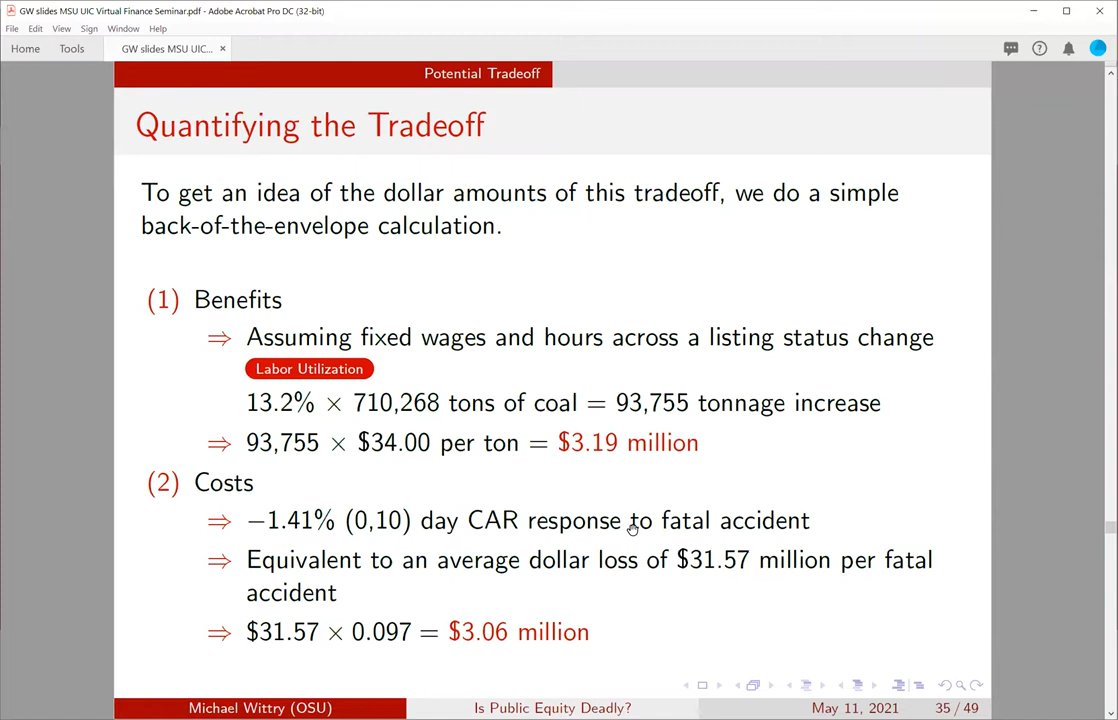 GW slides MSU UIC Virtual Finance Seminar.pdf - Adobe Acrobat Pro DC (32-bit)
File Edit View Sign Window Help
Home Tools GW slides MSU UIC... ×
Potential Tradeoff
Quantifying the Tradeoff
To get an idea of the dollar amounts of this tradeoff, we do a simple
back-of-the-envelope calculation.
(1) Benefits
⇒ Assuming fixed wages and hours across a listing status change
Labor Utilization
13.2% × 710,268 tons of coal = 93,755 tonnage increase
⇒ 93,755 × $34.00 per ton = $3.19 million
(2) Costs
⇒ −1.41% (0,10) day CAR response to fatal accident
⇒ Equivalent to an average dollar loss of $31.57 million per fatal
accident
⇒ $31.57 × 0.097 = $3.06 million
Michael Wittry (OSU) Is Public Equity Deadly? May 11, 2021 35 / 49